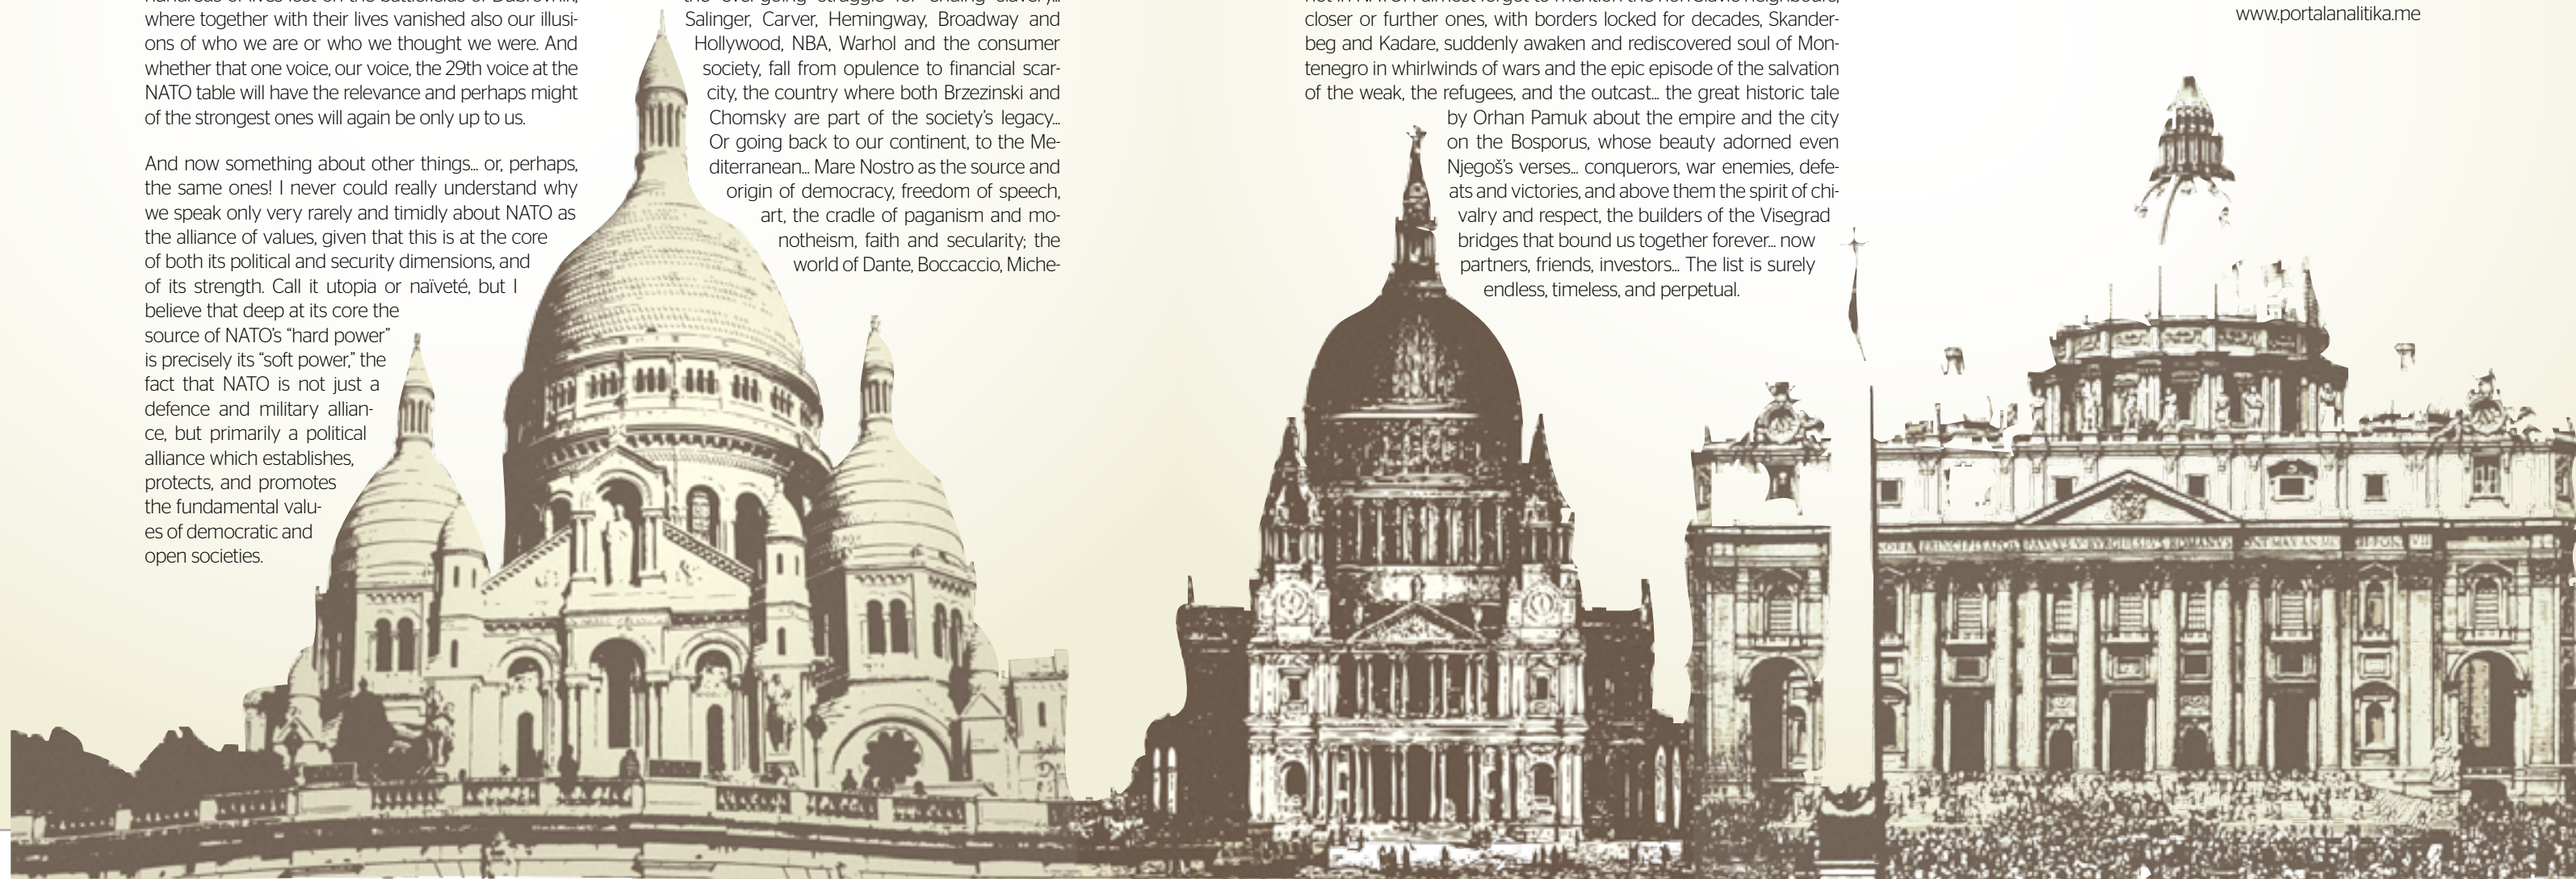 where together with their lives vanished also our illusi-
ons of who we are or who we thought we were. And
whether that one voice, our voice, the 29th voice at the
NATO table will have the relevance and perhaps might
of the strongest ones will again be only up to us.
And now something about other things... or, perhaps,
the same ones! I never could really understand why
we speak only very rarely and timidly about NATO as
the alliance of values, given that this is at the core
of both its political and security dimensions, and
of its strength. Call it utopia or naïveté, but I
believe that deep at its core the
source of NATO's “hard power”
is precisely its “soft power,” the
fact that NATO is not just a
defence and military allian-
ce, but primarily a political
alliance which establishes,
protects, and promotes
the fundamental valu-
es of democratic and
open societies.
Salinger, Carver, Hemingway, Broadway and
Hollywood, NBA, Warhol and the consumer
society, fall from opulence to financial scar-
city, the country where both Brzezinski and
Chomsky are part of the society's legacy...
Or going back to our continent, to the Me-
diterranean... Mare Nostro as the source and
origin of democracy, freedom of speech,
art, the cradle of paganism and mo-
notheism, faith and secularity; the
world of Dante, Boccaccio, Miche-
closer or further ones, with borders locked for decades, Skander-
beg and Kadare, suddenly awaken and rediscovered soul of Mon-
tenegro in whirlwinds of wars and the epic episode of the salvation
of the weak, the refugees, and the outcast... the great historic tale
by Orhan Pamuk about the empire and the city
on the Bosporus, whose beauty adorned even
Njegoš's verses... conquerors, war enemies, defe-
ats and victories, and above them the spirit of chi-
valry and respect, the builders of the Visegrad
bridges that bound us together forever... now
partners, friends, investors... The list is surely
endless, timeless, and perpetual.
www.portalanalitika.me